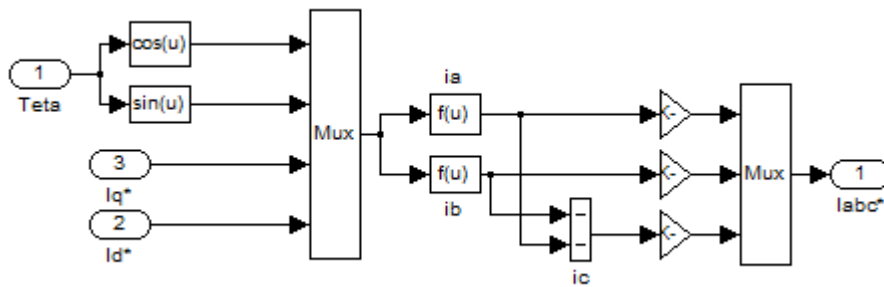 cos(u)
1
Teta
sin(u)
3
Iq*
2
Id*
Mux
ia
f(u)
f(u)
ib
−
−
ic
K-
K-
K-
Mux
1
Iabc*